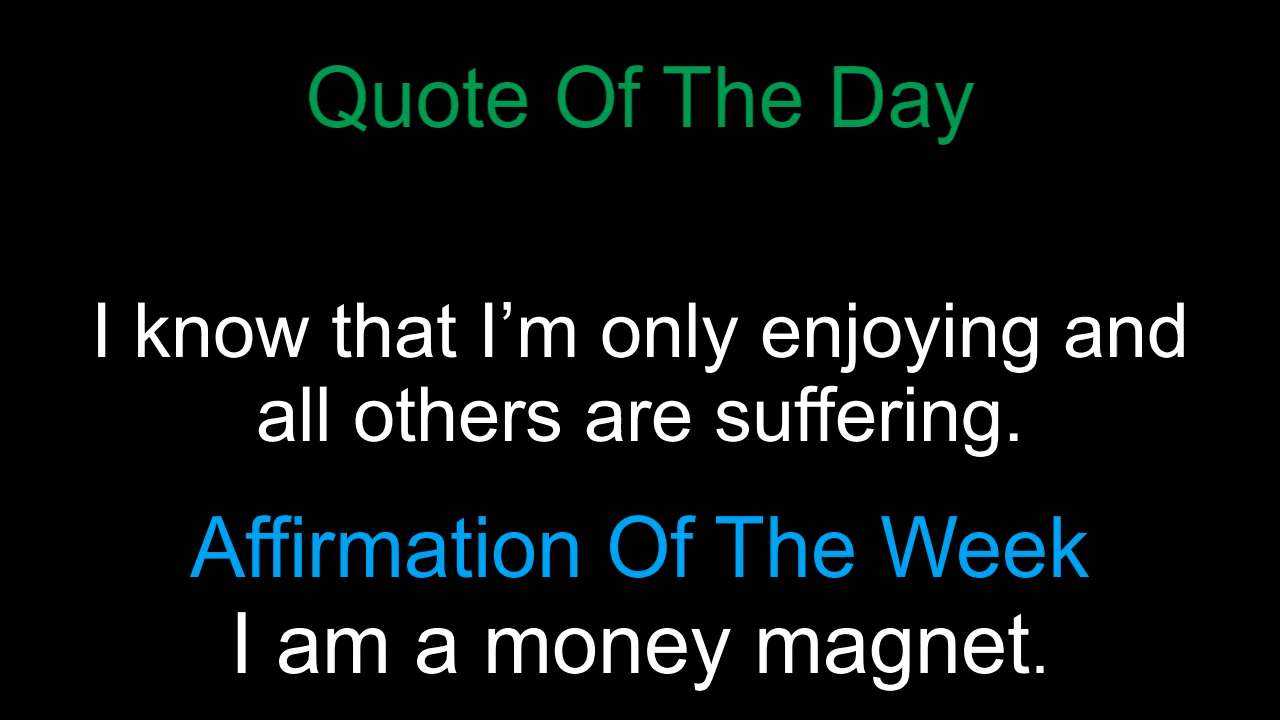 Quote Of The Day
I know that I’m only enjoying and
all others are suffering.
Affirmation Of The Week
I am a money magnet.